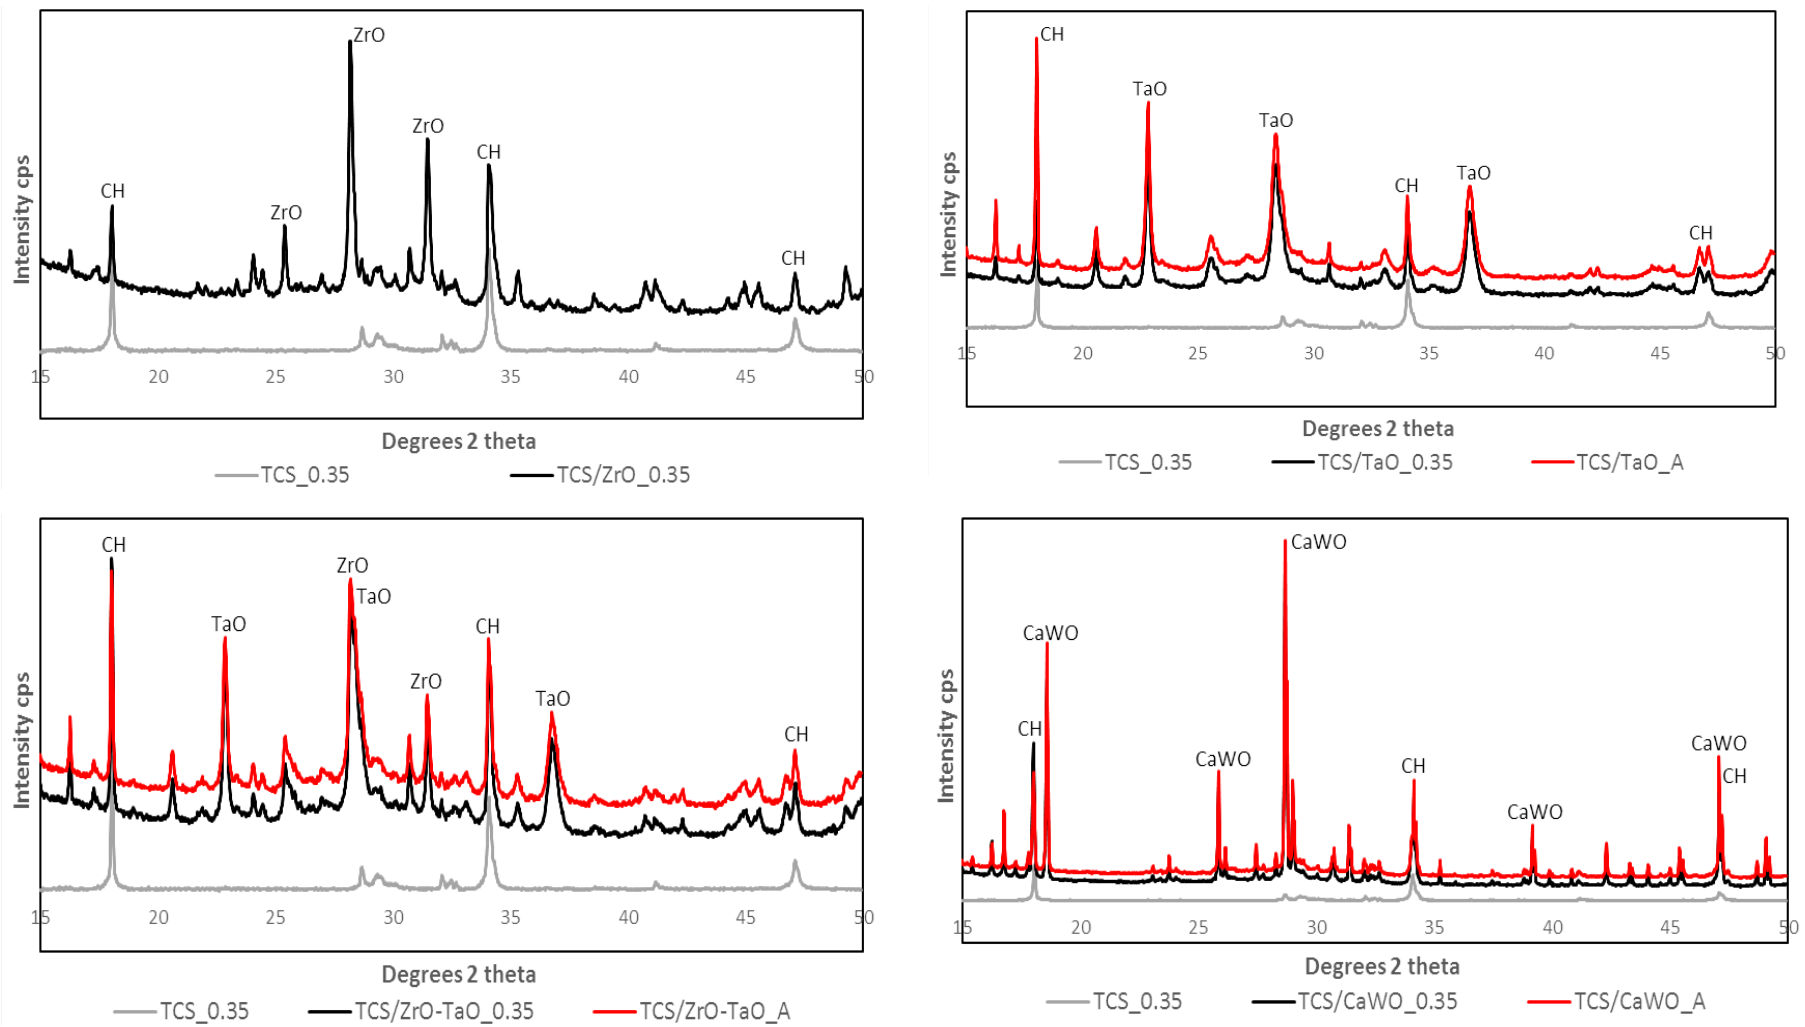 ZrO
ZrO
CH
CH
ZrO
CH
Intensity cps
15 20 25 30 35 40 45 50
Degrees 2 theta
TCS_0.35 TCS/ZrO_0.35
CH
TaO
TaO
TaO
CH
CH
Intensity cps
15 20 25 30 35 40 45 50
Degrees 2 theta
TCS_0.35 TCS/TaO_0.35 TCS/TaO_A
CH
ZrO
TaO
TaO
CH
ZrO
TaO
CH
Intensity cps
15 20 25 30 35 40 45 50
Degrees 2 theta
TCS_0.35 TCS/ZrO-TaO_0.35 TCS/ZrO-TaO_A
CaWO
CaWO
CH
CaWO
CH
CaWO
CaWO
CH
Intensity cps
15 20 25 30 35 40 45 50
Degrees 2 theta
TCS_0.35 TCS/CaWO_0.35 TCS/CaWO_A